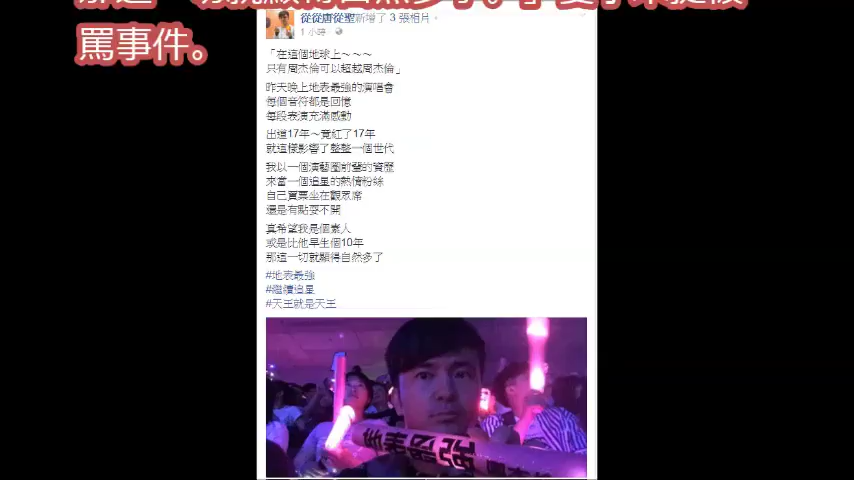 罵事件。
從從唐從聖新增了 3 張相片。
1 小時
「在這個地球上～～～
只有周杰倫可以超越周杰倫」
昨天晚上地表最強的演唱會
每個音符都是回憶
每段表演充滿感動
出道17年～竟紅了17年
就這樣影響了整整一個世代
我以一個演藝圈前輩的資歷
來當一個追星的熱情粉絲
自己買票坐在觀眾席
還是有點耍不開
真希望我是個素人
或是比他早生個10年
那這一切就顯得自然多了
#地表最強
#繼續追星
#天王就是天王